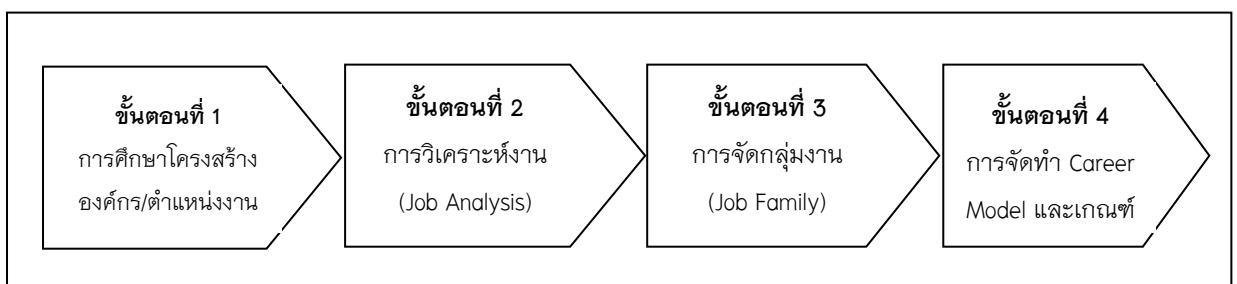 ขั้นตอนที่ 1
การศึกษาโครงสร้าง
องค์กร/ตำแหน่งงาน
ขั้นตอนที่ 2
การวิเคราะห์งาน
(Job Analysis)
ขั้นตอนที่ 3
การจัดกลุ่มงาน
(Job Family)
ขั้นตอนที่ 4
การจัดทำ Career
Model และเกณฑ์